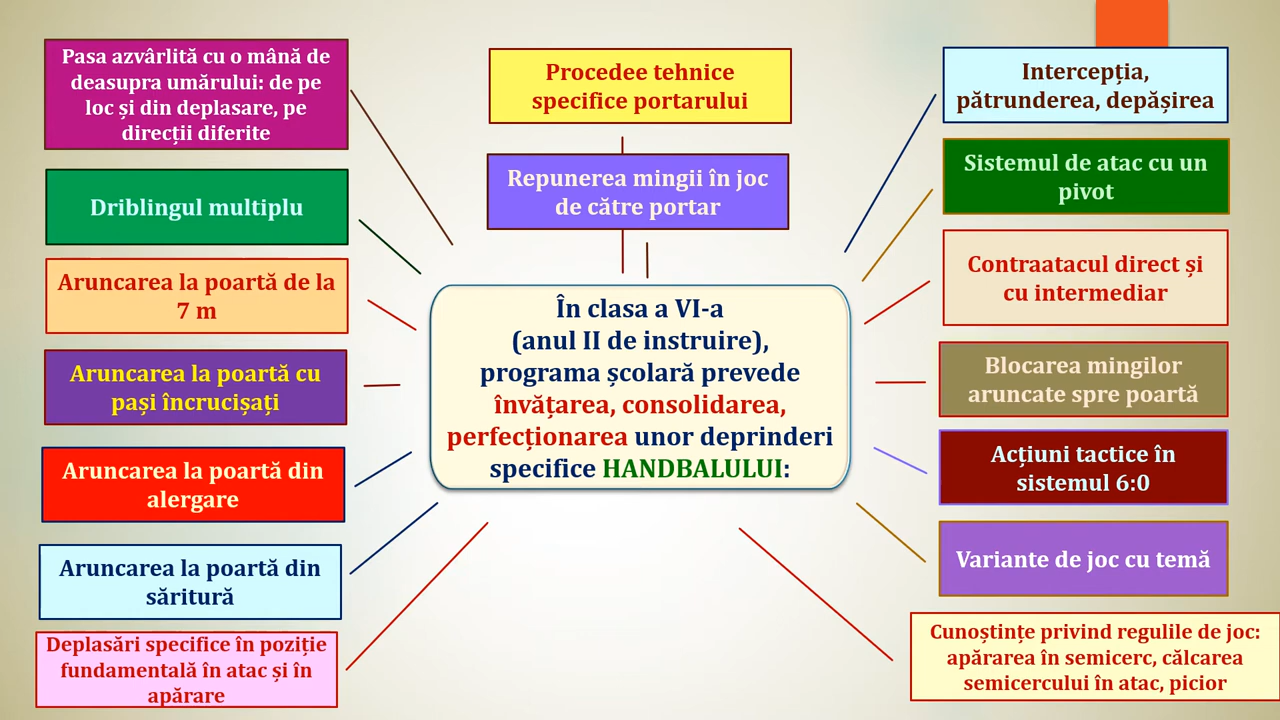 Pasa azvârlită cu o mână de
deasupra umărului: de pe
loc și din deplasare, pe
direcții diferite
Driblingul multiplu
Aruncarea la poartă de la
7 m
Aruncarea la poartă cu
pași încrucișați
Aruncarea la poartă din
alergare
Aruncarea la poartă din
săritură
Deplasări specifice în poziție
fundamentală în atac și în
apărare
Procedee tehnice
specifice portarului
Repunerea mingii în joc
de către portar
În clasa a VI-a
(anul II de instruire),
programa școlară prevede
învățarea, consolidarea,
perfecționarea unor deprinderi
specifice HANDBALULUI:
Intercepția,
pătrunderea, depășirea
Sistemul de atac cu un
pivot
Contraatacul direct și
cu intermediar
Blocarea mingilor
aruncate spre poartă
Acțiuni tactice în
sistemul 6:0
Variante de joc cu temă
Cunoștințe privind regulile de joc:
apărarea în semicerc, călcarea
semicercului în atac, picior